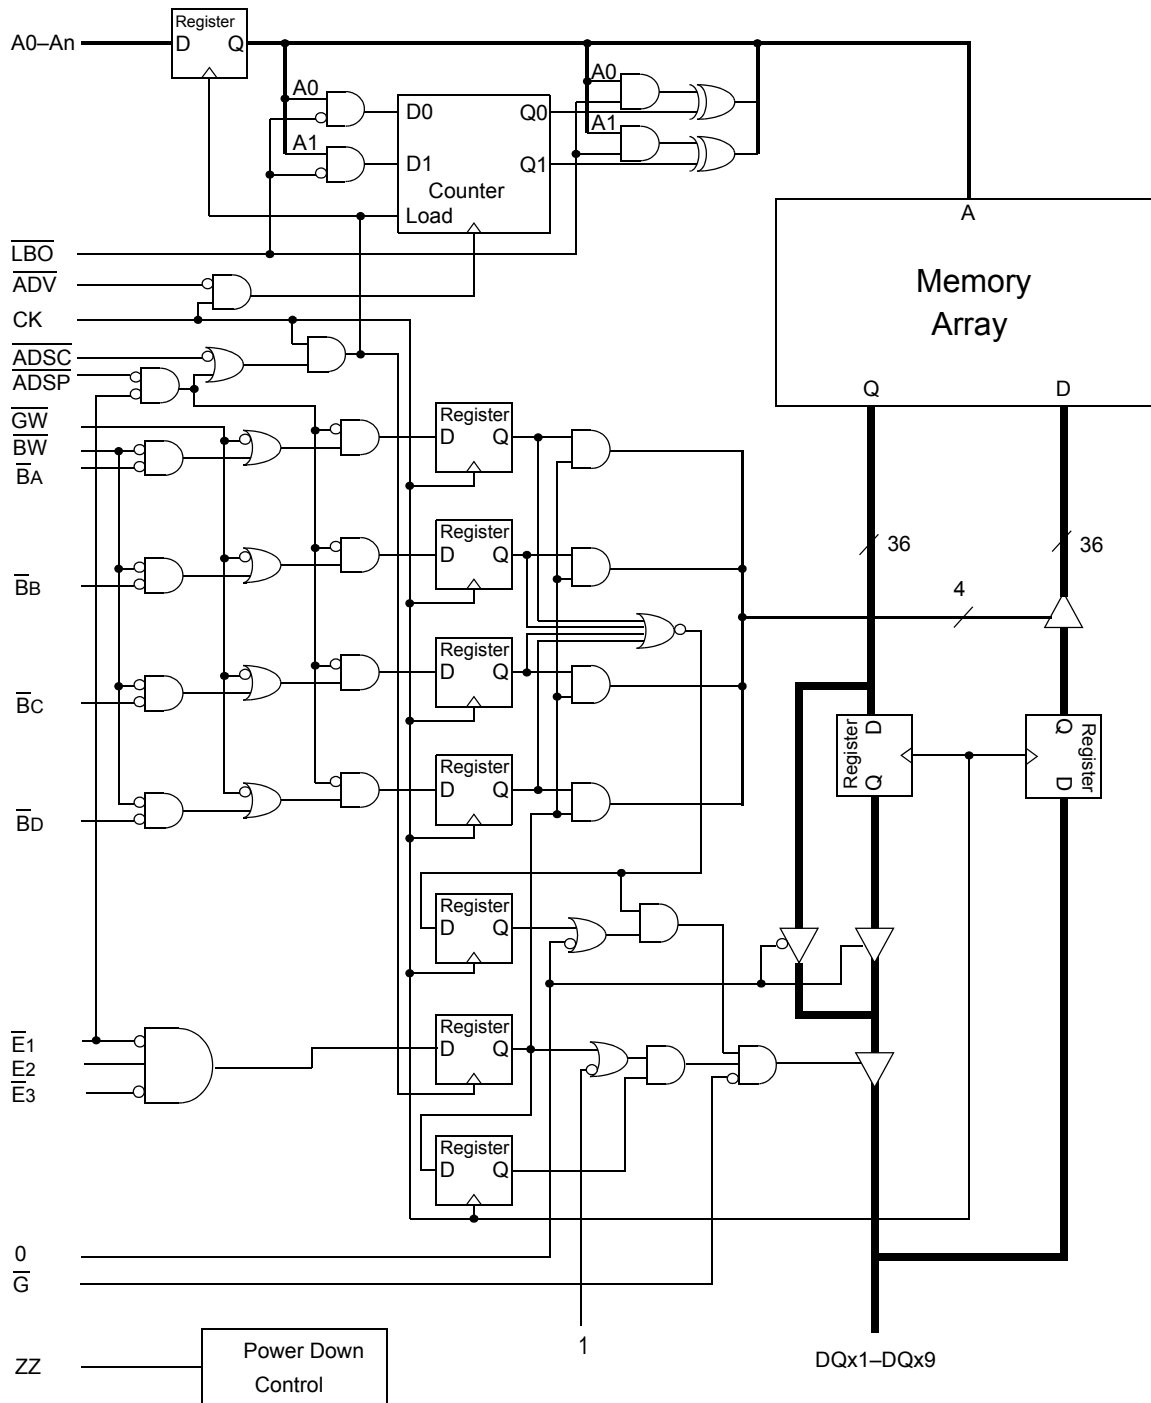 Register
A0–An
D Q
A0
A0
D0
Q0
A1
A1
D1
Q1
Counter
Load
A
LBO
ADV
CK
Memory
Array
ADSC
ADSP
Q
D
GW
BW
BA
Register
D Q
Register
D Q
36
36
BB
4
Register
D Q
BC
D
Register
Q
Q
Register
D
Register
D Q
BD
Register
D Q
Register
D Q
E1
E2
E3
Register
D Q
0
G
1
ZZ
Power Down
Control
DQx1–DQx9